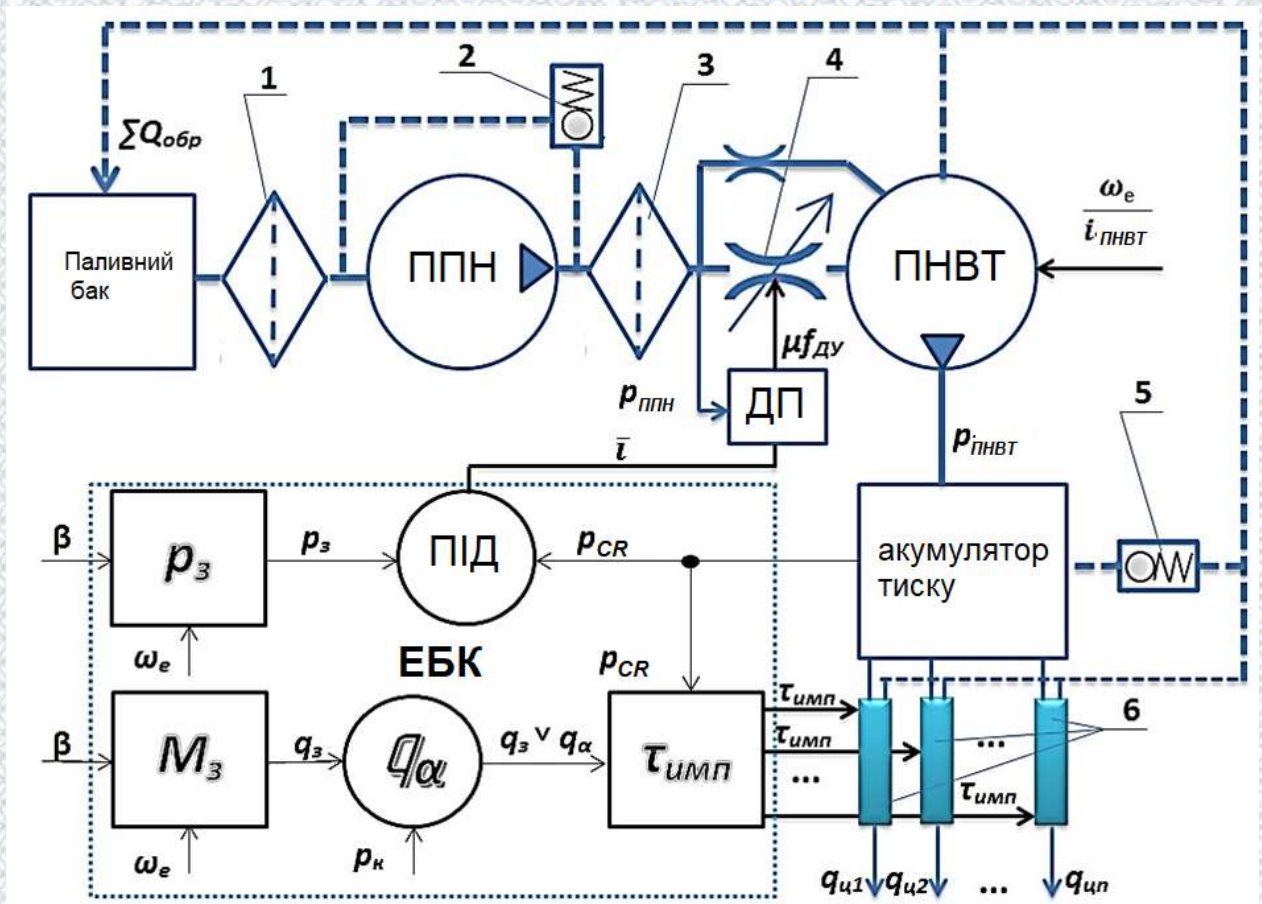 1
2
3
4
∑Qобр
Паливний
бак
ППН
ПНВТ
ωe
i ПНВТ
μfДУ
pППН
ДП
5
ī
pПНВТ
β
pз
pз
ПІД
pCR
акумулятор
тиску
ωe
ЕБК
pCR
β
Mз
qз
qα
qз ˅ qα
τимп
τимп
τимп
...
τимп
...
6
ωe
pк
qц1
qц2
...
qцп